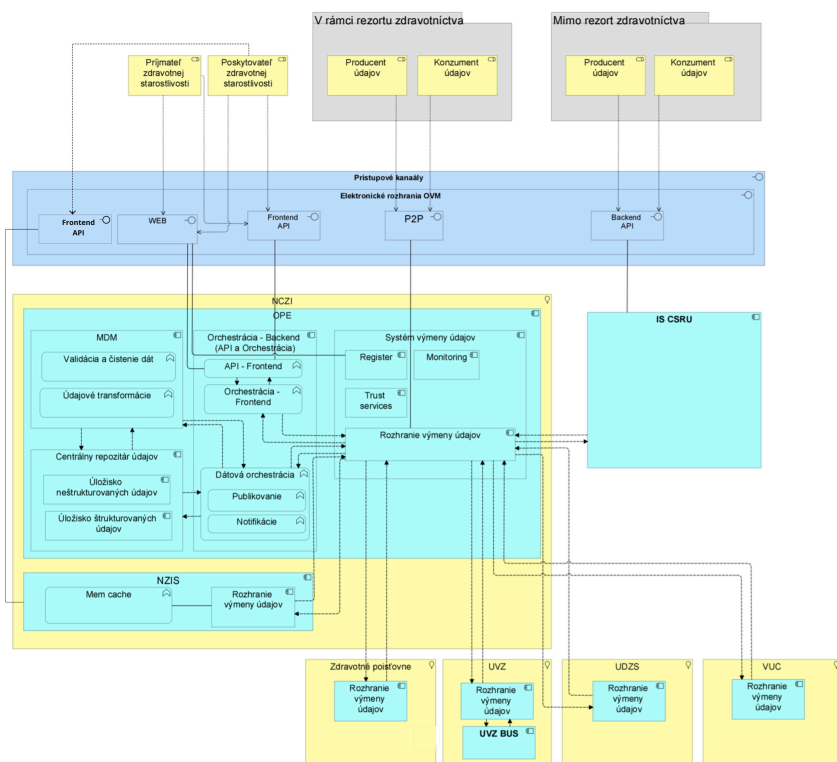 V rámci rezortu zdravotníctva
Mimo rezort zdravotníctva
Príjmateľ
zdravotnej
starostlivosti
Poskytovateľ
zdravotnej
starostlivosti
Producent
údajov
Konzument
údajov
Producent
údajov
Konzument
údajov
Prístupové kanaály
Elektronické rozhrania OVM
Frontend
API
WEB
Frontend
API
P2P
Backend
API
NCZI
OPE
IS CSRU
MDM
Validácia a čistenie dát
Údajové transformácie
Orchestrácia - Backend
(API a Orchestrácia)
API - Frontend
Orchestrácia -
Frontend
Systém výmeny údajov
Register
Monitoring
Trust
services
Rozhranie výmeny údajov
Centrálny repozitár údajov
Úložisko
neštrukturovaných údajov
Úložisko štrukturovaných
údajov
Dátová orchestrácia
Publikovanie
Notifikácie
NZIS
Mem cache
Rozhranie
výmeny údajov
Zdravotné poisťovne
Rozhranie
výmeny
údajov
UVZ
Rozhranie
výmeny
údajov
UVZ BUS
UDZS
Rozhranie
výmeny
údajov
VUC
Rozhranie
výmeny
údajov